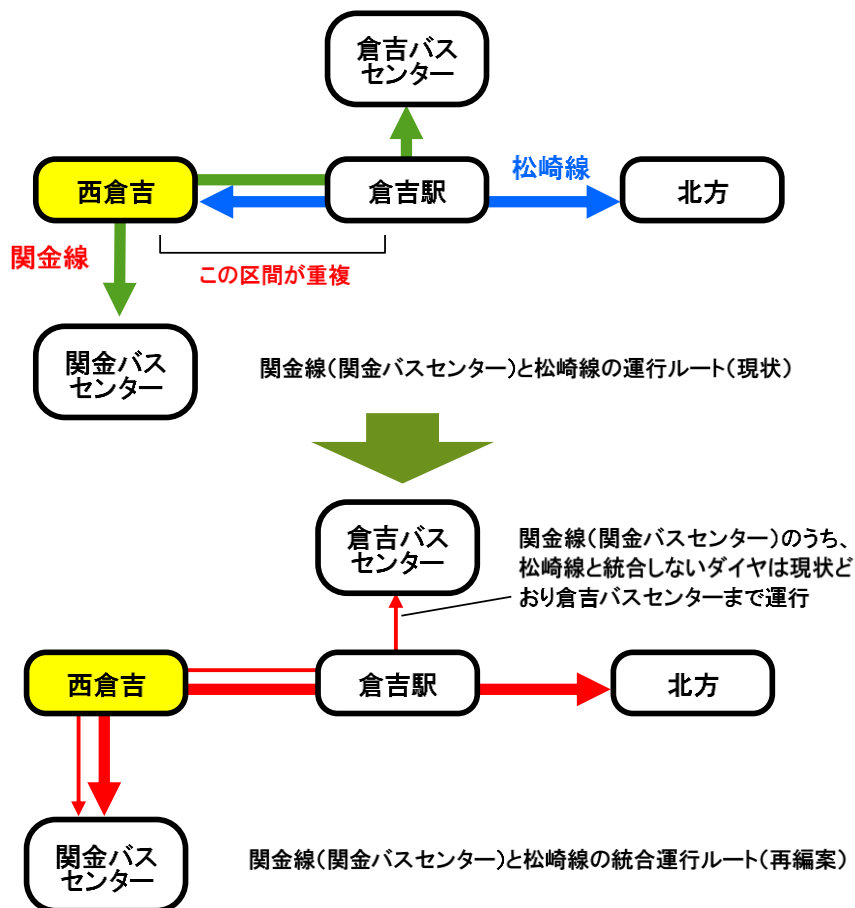 倉吉バス
センター
松崎線
西倉吉
倉吉駅
北方
関金線
この区間が重複
関金バス
センター
関金線(関金バスセンター)と松崎線の運行ルート(現状)
倉吉バス
センター
関金線(関金バスセンター)のうち、
松崎線と統合しないダイヤは現状ど
おり倉吉バスセンターまで運行
西倉吉
倉吉駅
北方
関金バス
センター
関金線(関金バスセンター)と松崎線の統合運行ルート(再編案)